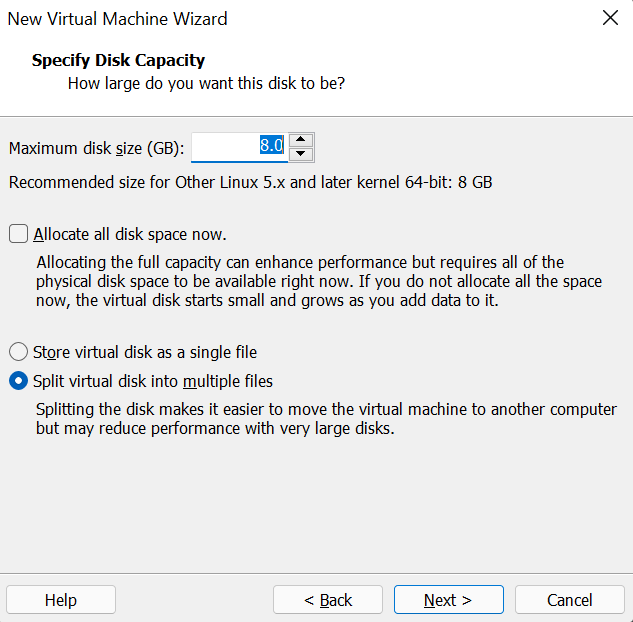 New Virtual Machine Wizard
Specify Disk Capacity
How large do you want this disk to be?
Maximum disk size (GB): 8.0
Recommended size for Other Linux 5.x and later kernel 64-bit: 8 GB
Allocate all disk space now.
Allocating the full capacity can enhance performance but requires all of the
physical disk space to be available right now. If you do not allocate all the space
now, the virtual disk starts small and grows as you add data to it.
Store virtual disk as a single file
Split virtual disk into multiple files
Splitting the disk makes it easier to move the virtual machine to another computer
but may reduce performance with very large disks.
Help < Back Next > Cancel